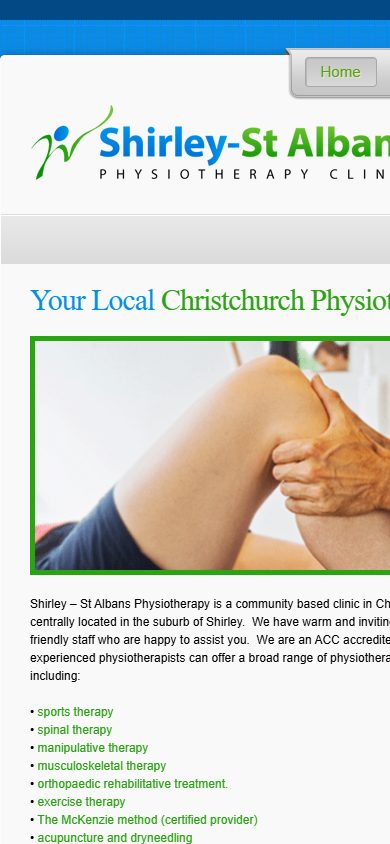 Home
Shirley-St Alban
PHYSIOTHERAPY CLIN
Your Local Christchurch Physiot
Shirley – St Albans Physiotherapy is a community based clinic in Ch
centrally located in the suburb of Shirley. We have warm and inviting
friendly staff who are happy to assist you. We are an ACC accredite
experienced physiotherapists can offer a broad range of physiothera
including:
• sports therapy
• spinal therapy
• manipulative therapy
• musculoskeletal therapy
• orthopaedic rehabilitative treatment.
• exercise therapy
• The McKenzie method (certified provider)
• acupuncture and dryneedling